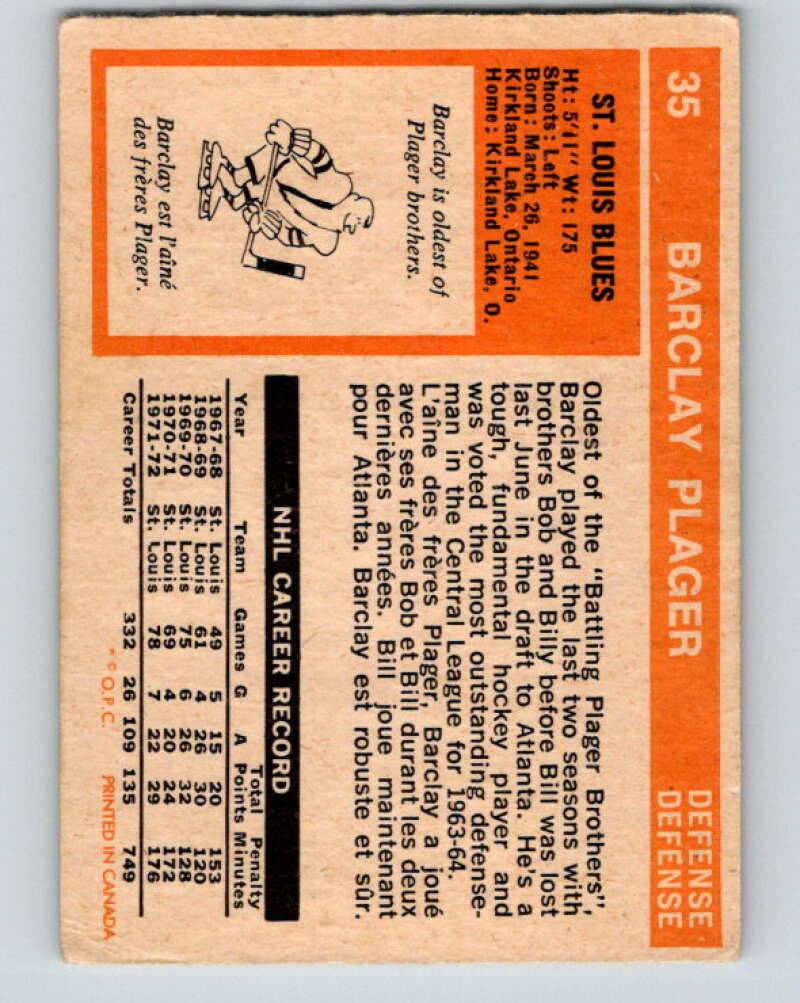 35 BARCLAY PLAGER DEFENSE
DEFENSE
ST. LOUIS BLUES
Ht: 5'11" Wt: 175
Shoots: Left
Born: March 26, 1941
Kirkland Lake, Ontario
Home: Kirkland Lake, O.
Barclay is oldest of
Plager brothers.
Barclay est l'aîné
des frères Plager.
Oldest of the "Battling Plager Brothers",
Barclay played the last two seasons with
brothers Bob and Billy before Bill was lost
last June in the draft to Atlanta. He's a
tough, fundamental hockey player and
was voted the most outstanding defense-
man in the Central League for 1963-64.
L'aîne des frères Plager, Barclay a joué
avec ses frères Bob et Bill durant les deux
dernières années. Bill joue maintenant
pour Atlanta. Barclay est robuste et sûr.
NHL CAREER RECORD
Total Penalty
Year Team Games G A Points Minutes
1967-68 St. Louis 49 5 15 20 153
1968-69 St. Louis 61 4 26 30 120
1969-70 St. Louis 75 6 26 32 128
1970-71 St. Louis 69 4 20 24 172
1971-72 St. Louis 78 7 22 29 176
Career Totals 332 26 109 135 749
* © O.P.C. PRINTED IN CANADA